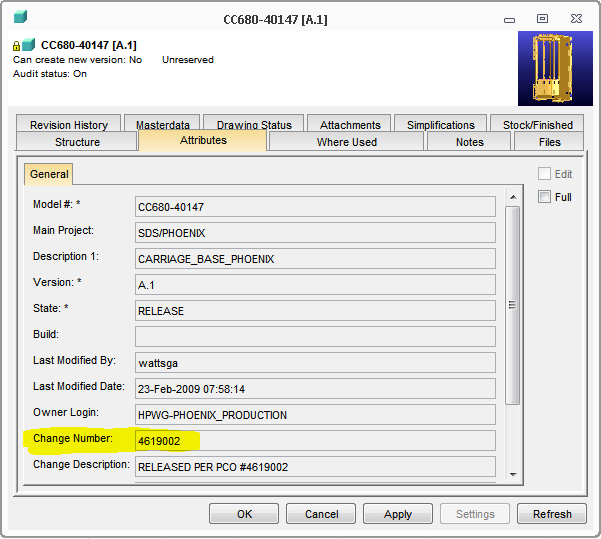 CC680-40147 [A.1]
CC680-40147 [A.1]
Can create new version: No Unreserved
Audit status: On
Revision History Masterdata Drawing Status Attachments Simplifications Stock/Finished
Structure Attributes Where Used Notes Files
General Edit
Full
Model #: * CC680-40147
Main Project: SDS/PHOENIX
Description 1: CARRIAGE_BASE_PHOENIX
Version: * A.1
State: * RELEASE
Build:
Last Modified By: wattsga
Last Modified Date: 23-Feb-2009 07:58:14
Owner Login: HPWG-PHOENIX_PRODUCTION
Change Number: 4619002
Change Description: RELEASED PER PCO #4619002
OK Cancel Apply Settings Refresh